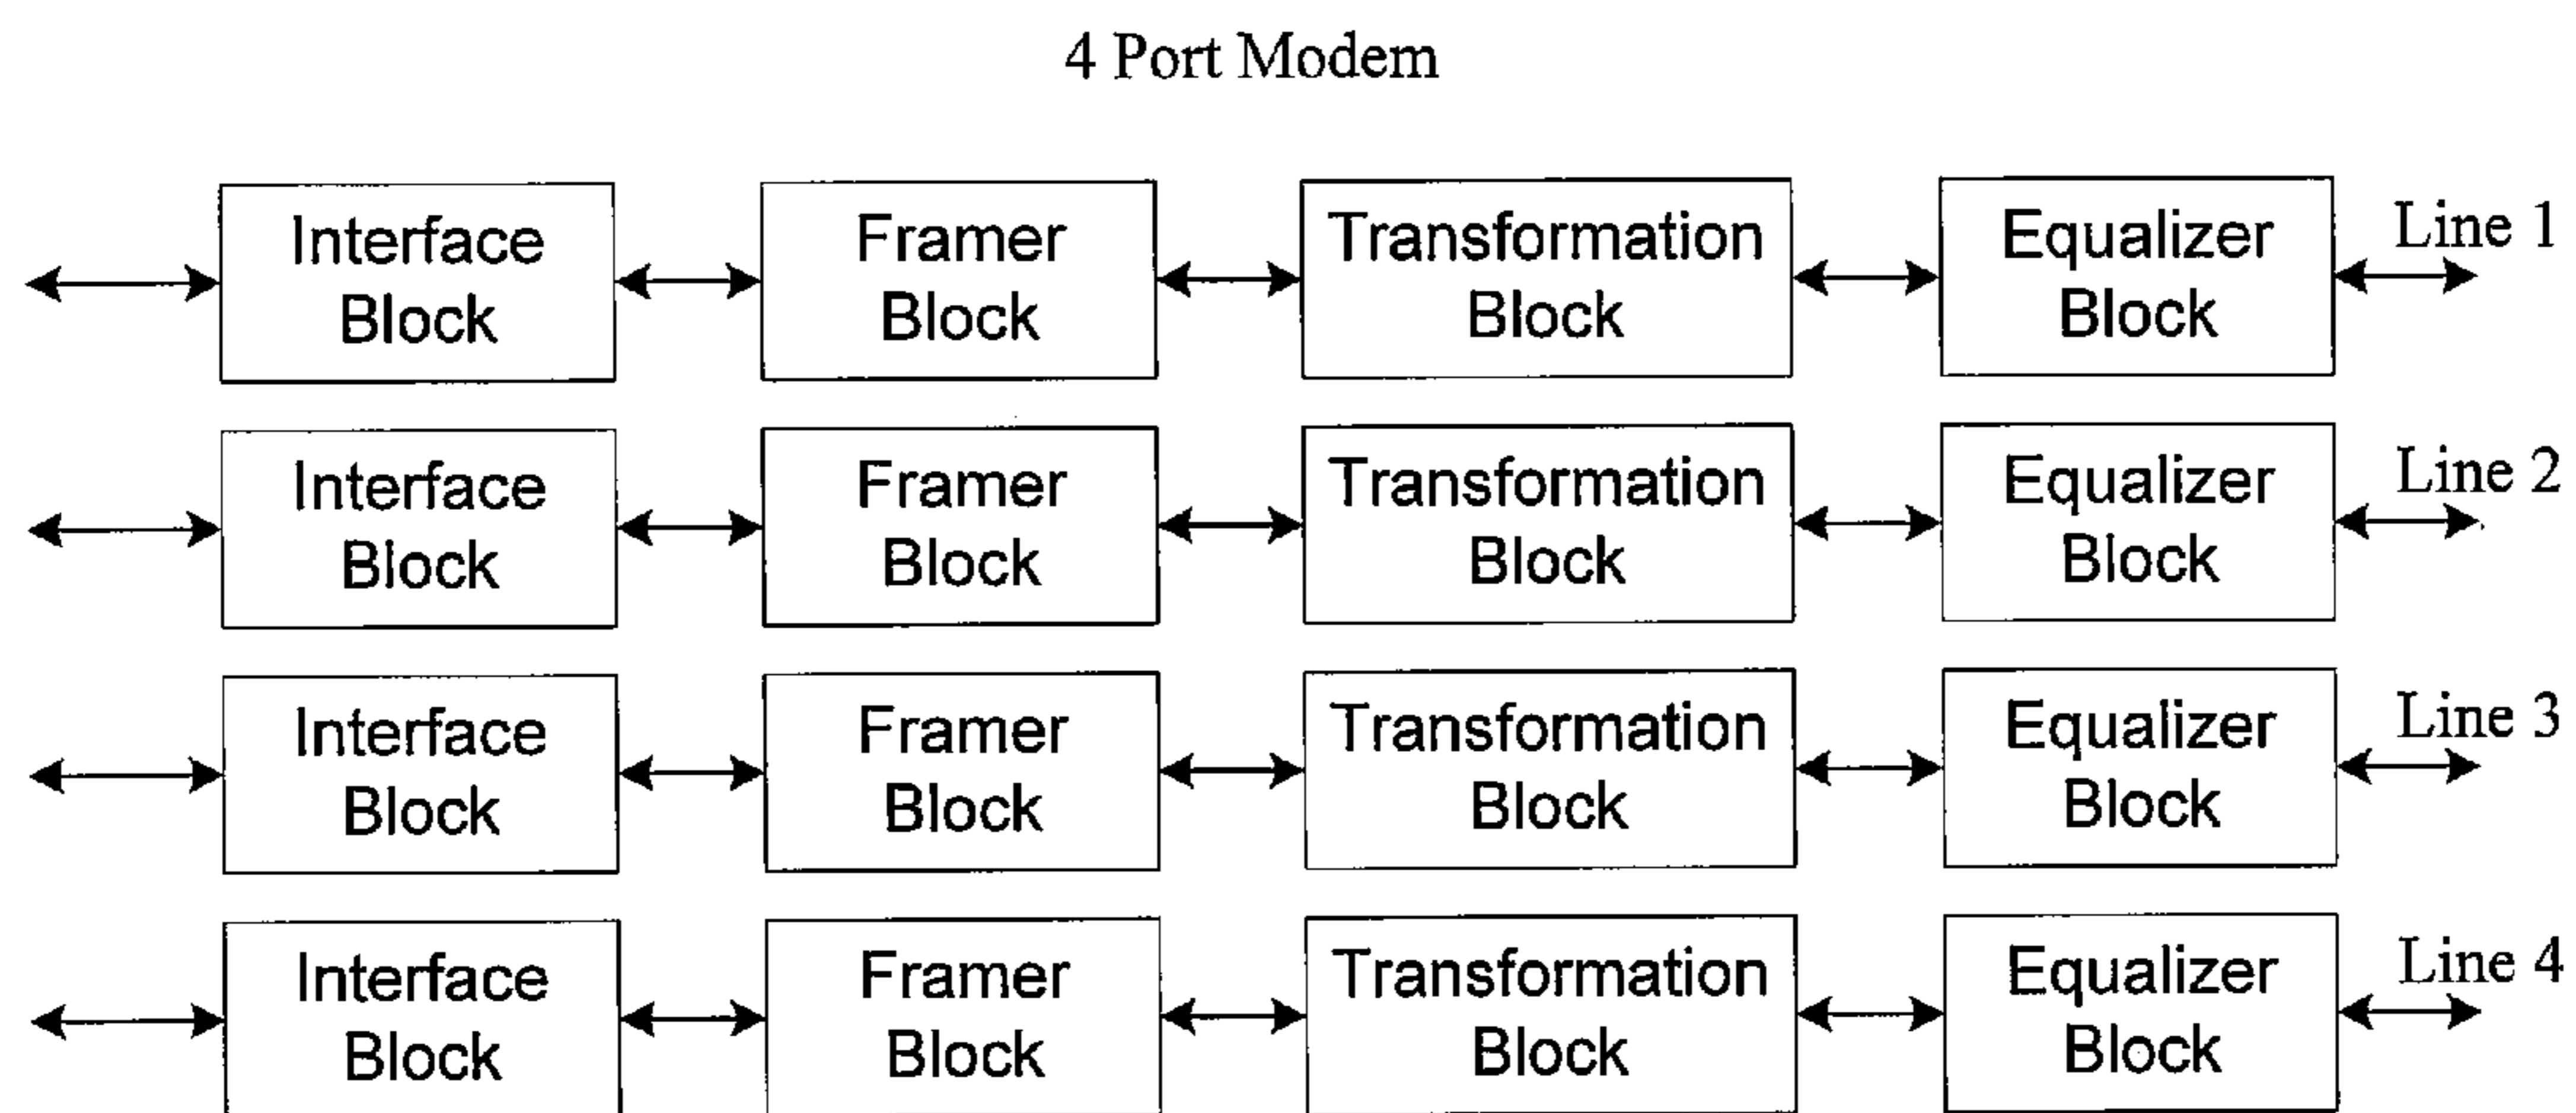 4 Port Modem
Interface
Block
Framer
Block
Transformation
Block
Equalizer
Block
Line 1
Interface
Block
Framer
Block
Transformation
Block
Equalizer
Block
Line 2
Interface
Block
Framer
Block
Transformation
Block
Equalizer
Block
Line 3
Interface
Block
Framer
Block
Transformation
Block
Equalizer
Block
Line 4